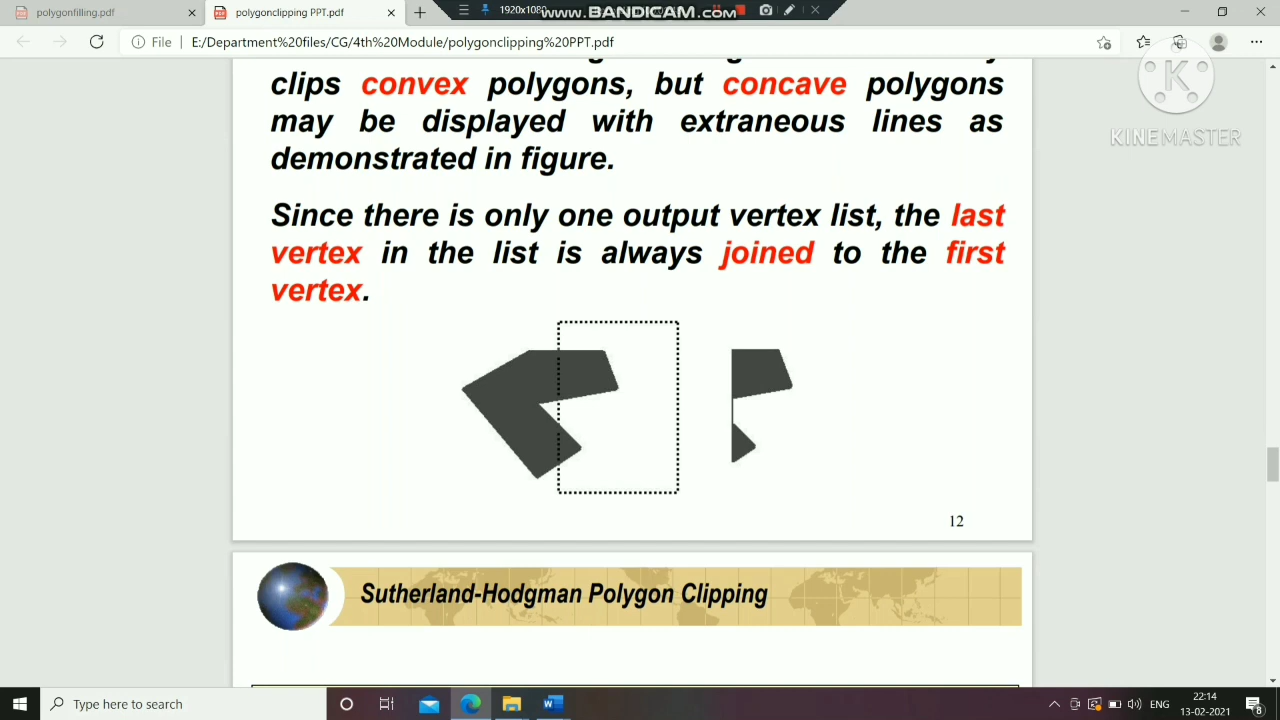 polygonfilling.pdf
polygonclipping PPT.pdf
1920x1080
www.BANDICAM.com
File
E:/Department%20files/CG/4th%20Module/polygonclipping%20PPT.pdf
K
KINEMASTER
clips convex polygons, but concave polygons
may be displayed with extraneous lines as
demonstrated in figure.
Since there is only one output vertex list, the last
vertex in the list is always joined to the first
vertex.
12
Sutherland-Hodgman Polygon Clipping
Type here to search
ENG
22:14
13-02-2021
8